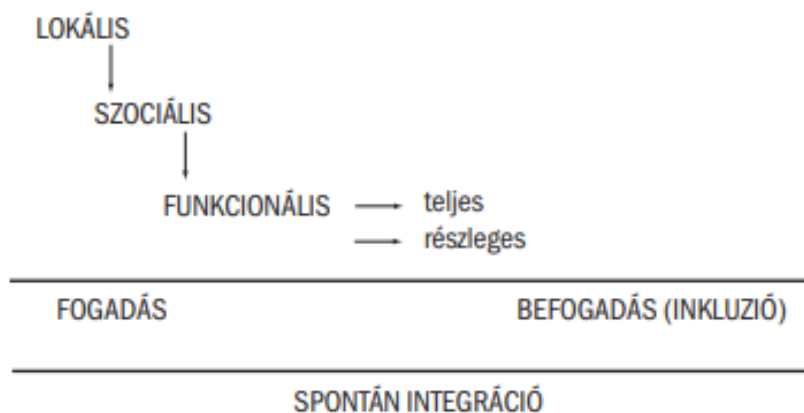 LOKÁLIS
SZOCIÁLIS
FUNKCIONÁLIS teljes
részleges
FOGADÁS BEFOGADÁS (INKLUZIÓ)
SPONTÁN INTEGRÁCIÓ